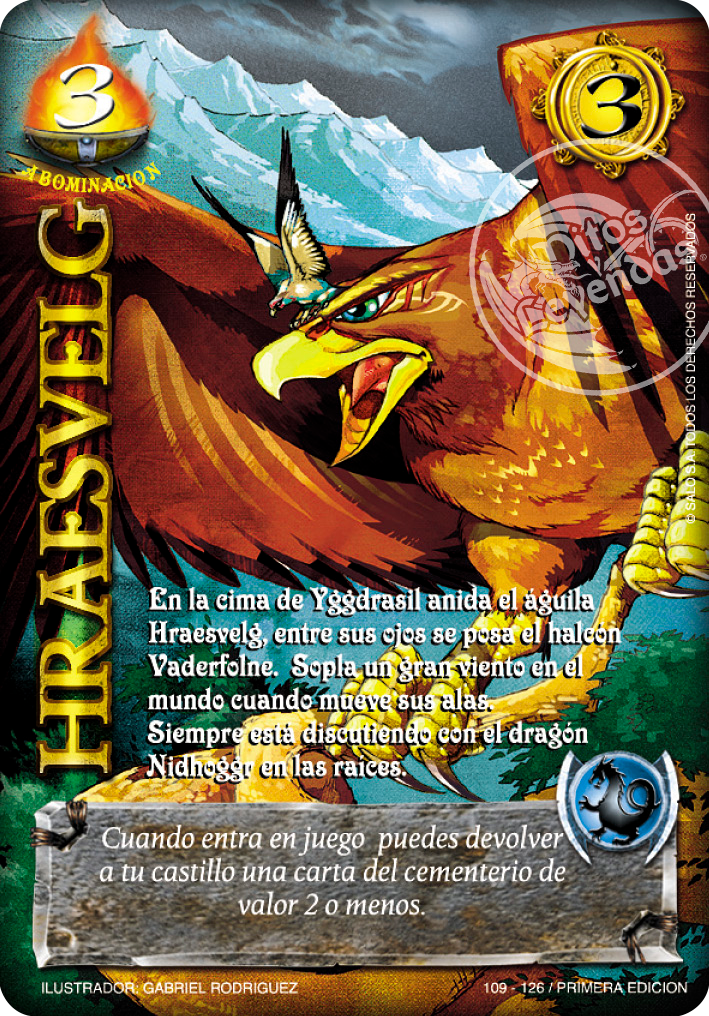 3
3
ABOMINACION
HRAESVELG
Mitos y Leyendas
®
© SALO S.A. TODOS LOS DERECHOS RESERVADOS
En la cima de Yggdrasil anida el águila
Hraesvelg, entre sus ojos se posa el halcón
Vaderfolne. Sopla un gran viento en el
mundo cuando mueve sus alas.
Siempre está discutiendo con el dragón
Nidhoggr en las raíces.
Cuando entra en juego puedes devolver
a tu castillo una carta del cementerio de
valor 2 o menos.
ILUSTRADOR: GABRIEL RODRIGUEZ
109 - 126 / PRIMERA EDICION